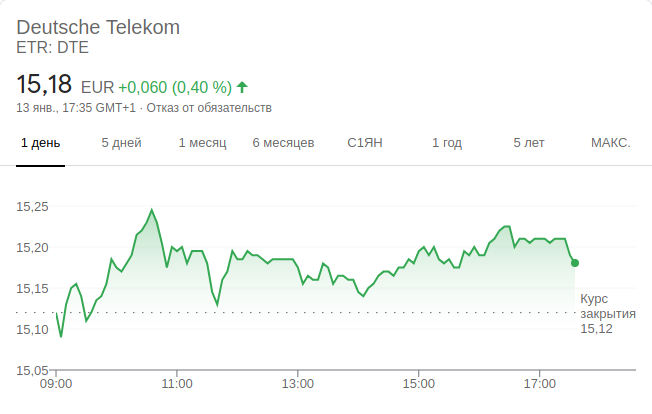 Deutsche Telekom
ETR: DTE
15,18 EUR +0,060 (0,40 %)
13 янв., 17:35 GMT+1 · Отказ от обязательств
1 день 5 дней 1 месяц 6 месяцев С1ЯН 1 год 5 лет МАКС.
15,25
15,20
15,15
15,10
15,05
Курс
закрытия
15,12
09:00 11:00 13:00 15:00 17:00